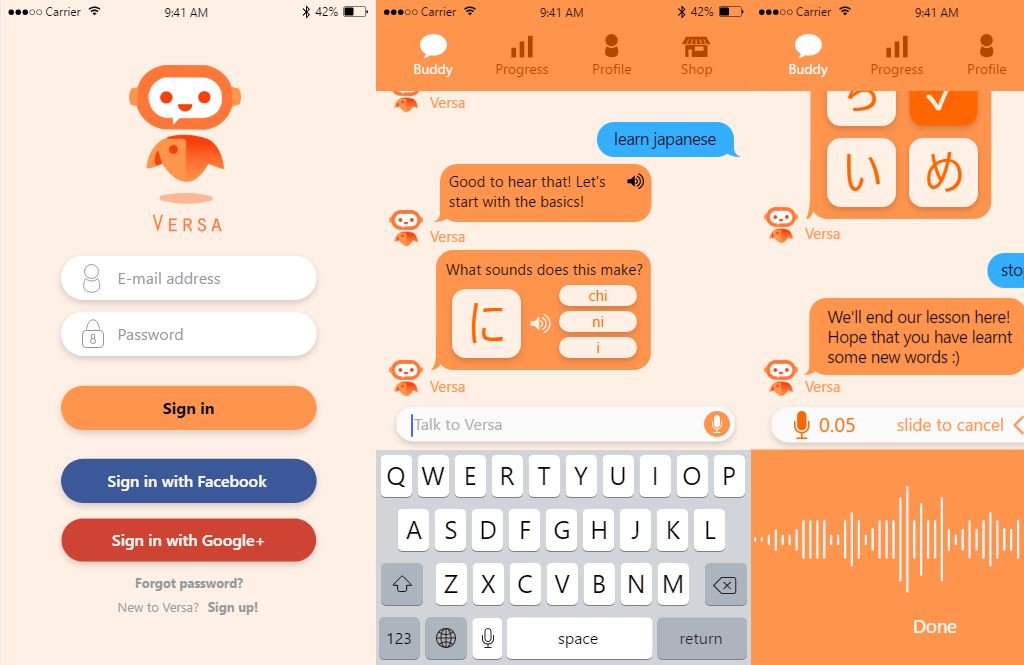 Carrier 9:41 AM 42%
VERSA
E-mail address
8
Password
Sign in
Sign in with Facebook
Sign in with Google+
Forgot password?
New to Versa? Sign up!
Carrier 9:41 AM 42%
Buddy Progress Profile Shop
Versa
learn japanese
Good to hear that! Let's
start with the basics!
Versa
What sounds does this make?
に
chi
ni
i
Versa
Talk to Versa
Q W E R T Y U I O P
A S D F G H J K L
Z X C V B N M
123 space return
Carrier 9:41 AM
Buddy Progress Profile
い め
Versa
sto
We'll end our lesson here!
Hope that you have learnt
some new words :)
Versa
0.05 slide to cancel
Done